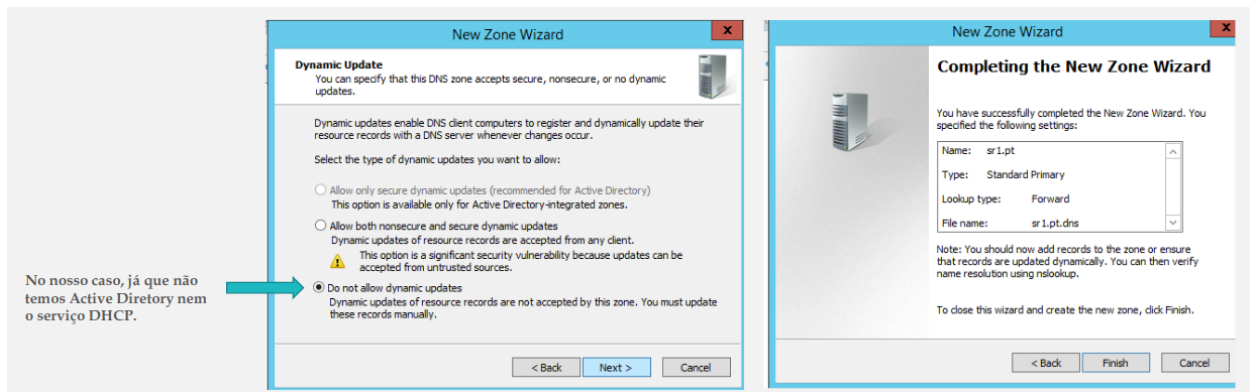 New Zone Wizard
x
Dynamic Update
You can specify that this DNS zone accepts secure, nonsecure, or no dynamic
updates.
Dynamic updates enable DNS client computers to register and dynamically update their
resource records with a DNS server whenever changes occur.
Select the type of dynamic updates you want to allow:
Allow only secure dynamic updates (recommended for Active Directory)
This option is available only for Active Directory-integrated zones.
Allow both nonsecure and secure dynamic updates
Dynamic updates of resource records are accepted from any client.
This option is a significant security vulnerability because updates can be
accepted from untrusted sources.
Do not allow dynamic updates
Dynamic updates of resource records are not accepted by this zone. You must update
these records manually.
< Back Next > Cancel
No nosso caso, já que não
temos Active Diretory nem
o serviço DHCP.
New Zone Wizard
x
Completing the New Zone Wizard
You have successfully completed the New Zone Wizard. You
specified the following settings:
Name: sr1.pt
Type: Standard Primary
Lookup type: Forward
File name: sr1.pt.dns
Note: You should now add records to the zone or ensure
that records are updated dynamically. You can then verify
name resolution using nslookup.
To close this wizard and create the new zone, click Finish.
< Back Finish Cancel